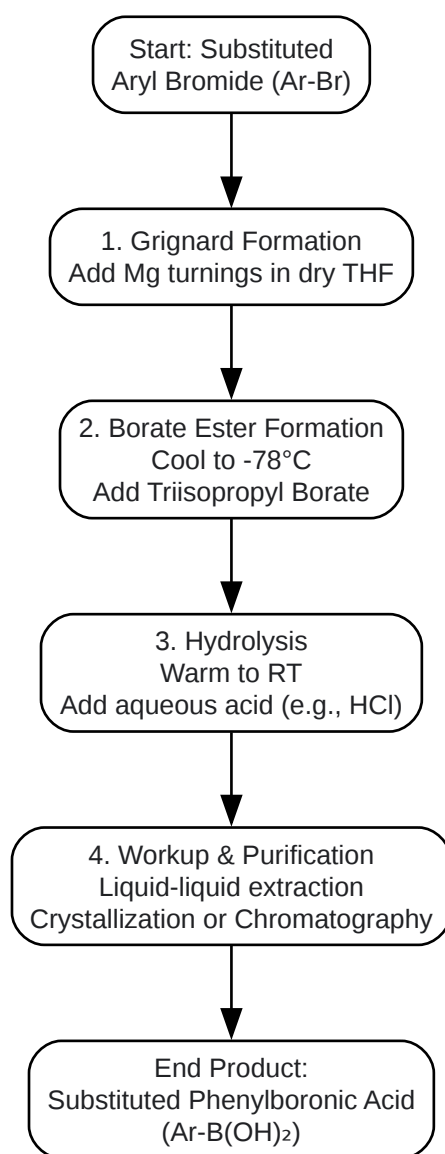 Start: Substituted
Aryl Bromide (Ar-Br)
1. Grignard Formation
Add Mg turnings in dry THF
2. Borate Ester Formation
Cool to -78°C
Add Triisopropyl Borate
3. Hydrolysis
Warm to RT
Add aqueous acid (e.g., HCl)
4. Workup & Purification
Liquid-liquid extraction
Crystallization or Chromatography
End Product:
Substituted Phenylboronic Acid
(Ar-B(OH)₂)